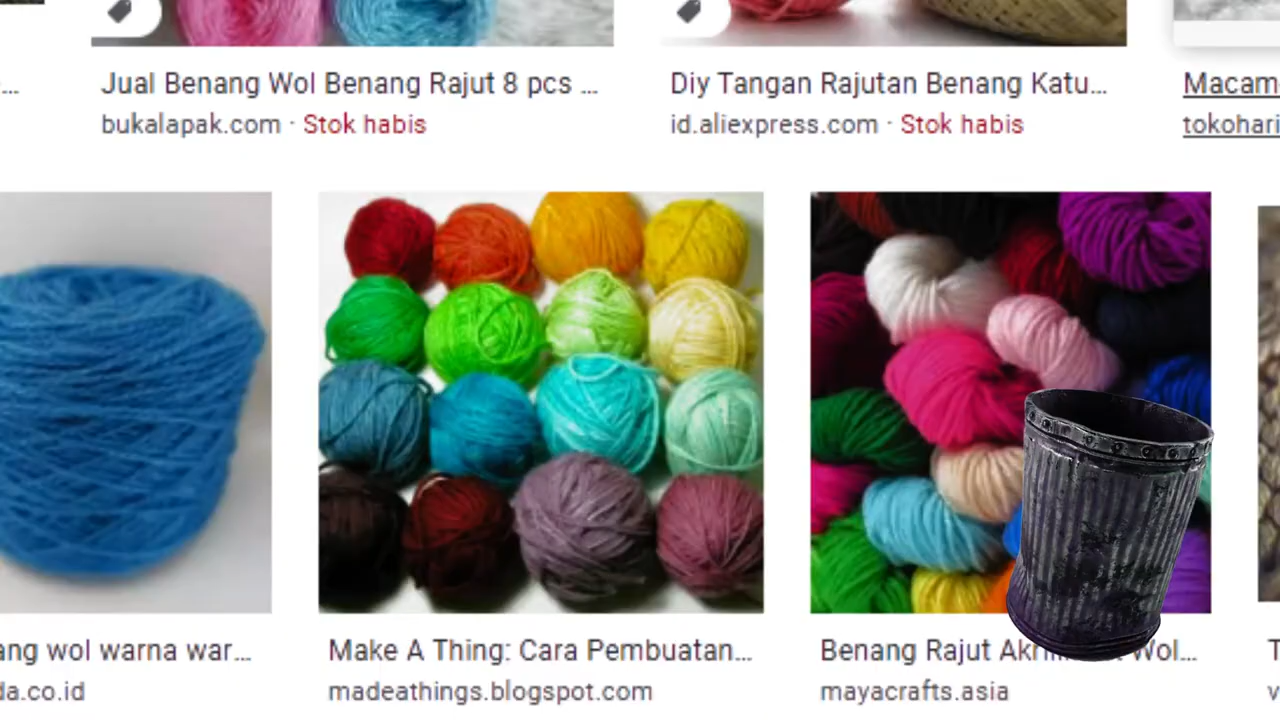 ...
Jual Benang Wol Benang Rajut 8 pcs ...
bukalapak.com · Stok habis
Diy Tangan Rajutan Benang Katu...
id.aliexpress.com · Stok habis
Macam
tokohari
ang wol warna war...
da.co.id
Make A Thing: Cara Pembuatan...
madeathings.blogspot.com
Benang Rajut Wol...
mayacrafts.asia